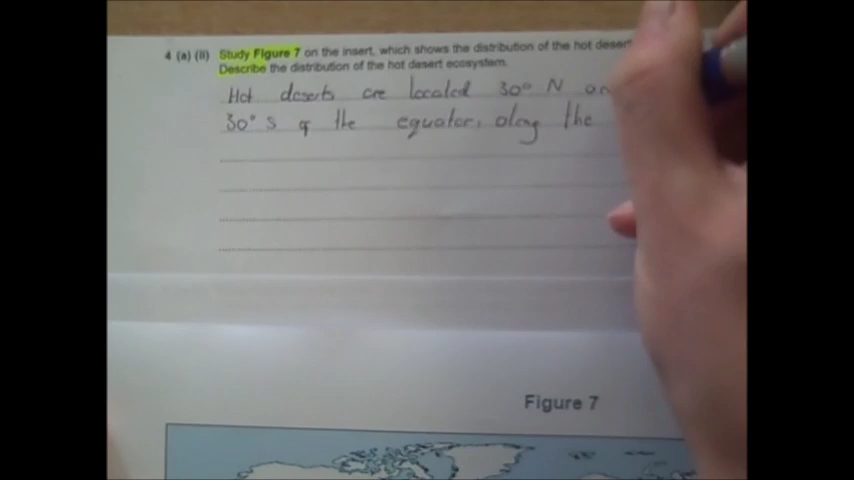 4 (a) (ii) Study Figure 7 on the insert, which shows the distribution of the hot desert
Describe the distribution of the hot desert ecosystem.
Hot deserts are located 30° N an
30° S of the equator, along the
Figure 7